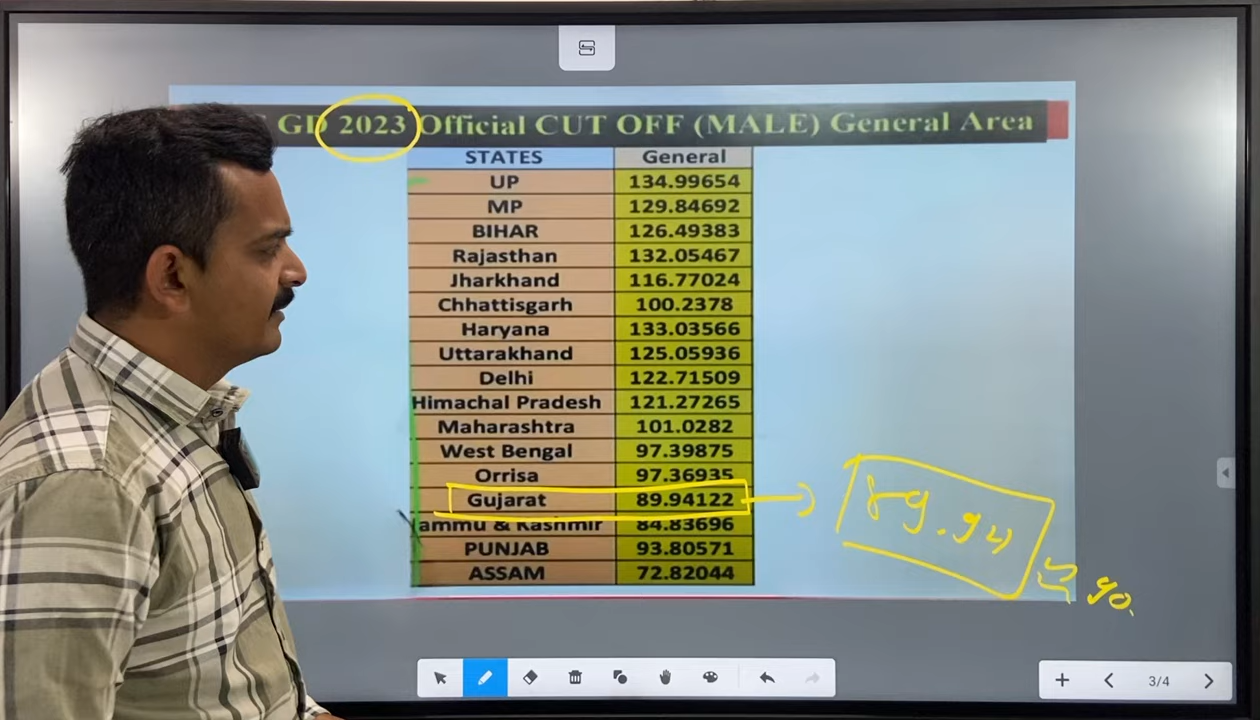 GD 2023 Official CUT OFF (MALE) General Area
STATES General
UP 134.99654
MP 129.84692
BIHAR 126.49383
Rajasthan 132.05467
Jharkhand 116.77024
Chhattisgarh 100.2378
Haryana 133.03566
Uttarakhand 125.05936
Delhi 122.71509
Himachal Pradesh 121.27265
Maharashtra 101.0282
West Bengal 97.39875
Orrisa 97.36935
Gujarat 89.94122
ammu & Kashmir 84.83696
PUNJAB 93.80571
ASSAM 72.82044
89.94
90.
3/4